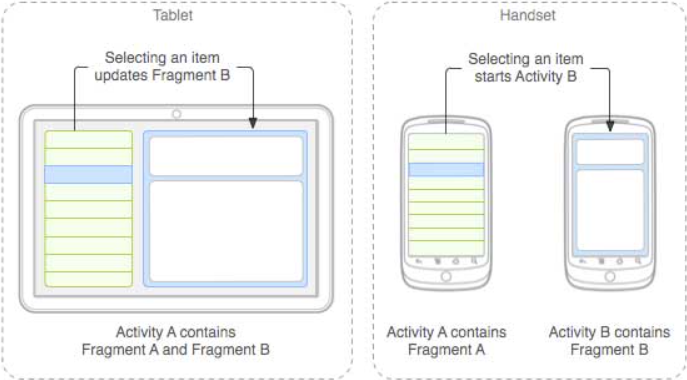 Tablet
Selecting an item
updates Fragment B
Activity A contains
Fragment A and Fragment B
Handset
Selecting an item
starts Activity B
Activity A contains
Fragment A
Activity B contains
Fragment B